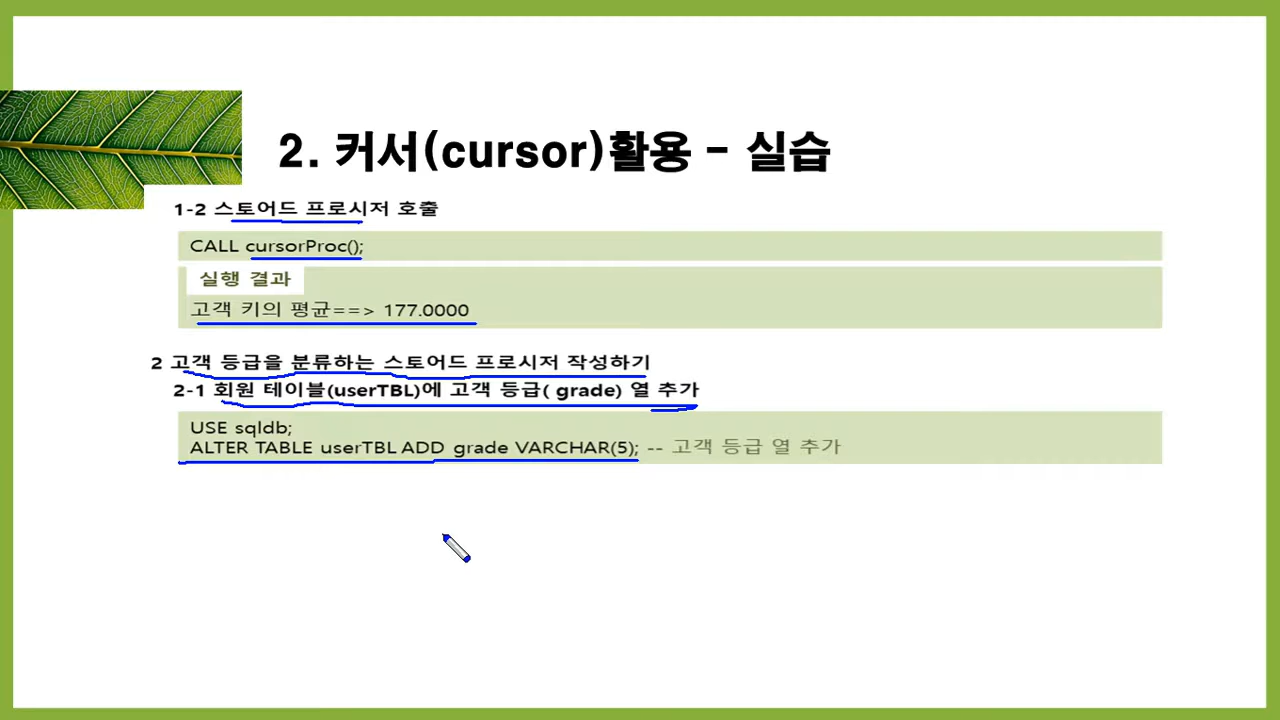 2. 커서(cursor)활용 - 실습
1-2 스토어드 프로시저 호출
CALL cursorProc();
실행 결과
고객 키의 평균==> 177.0000
2 고객 등급을 분류하는 스토어드 프로시저 작성하기
2-1 회원 테이블(userTBL)에 고객 등급( grade) 열 추가
USE sqldb;
ALTER TABLE userTBL ADD grade VARCHAR(5); -- 고객 등급 열 추가